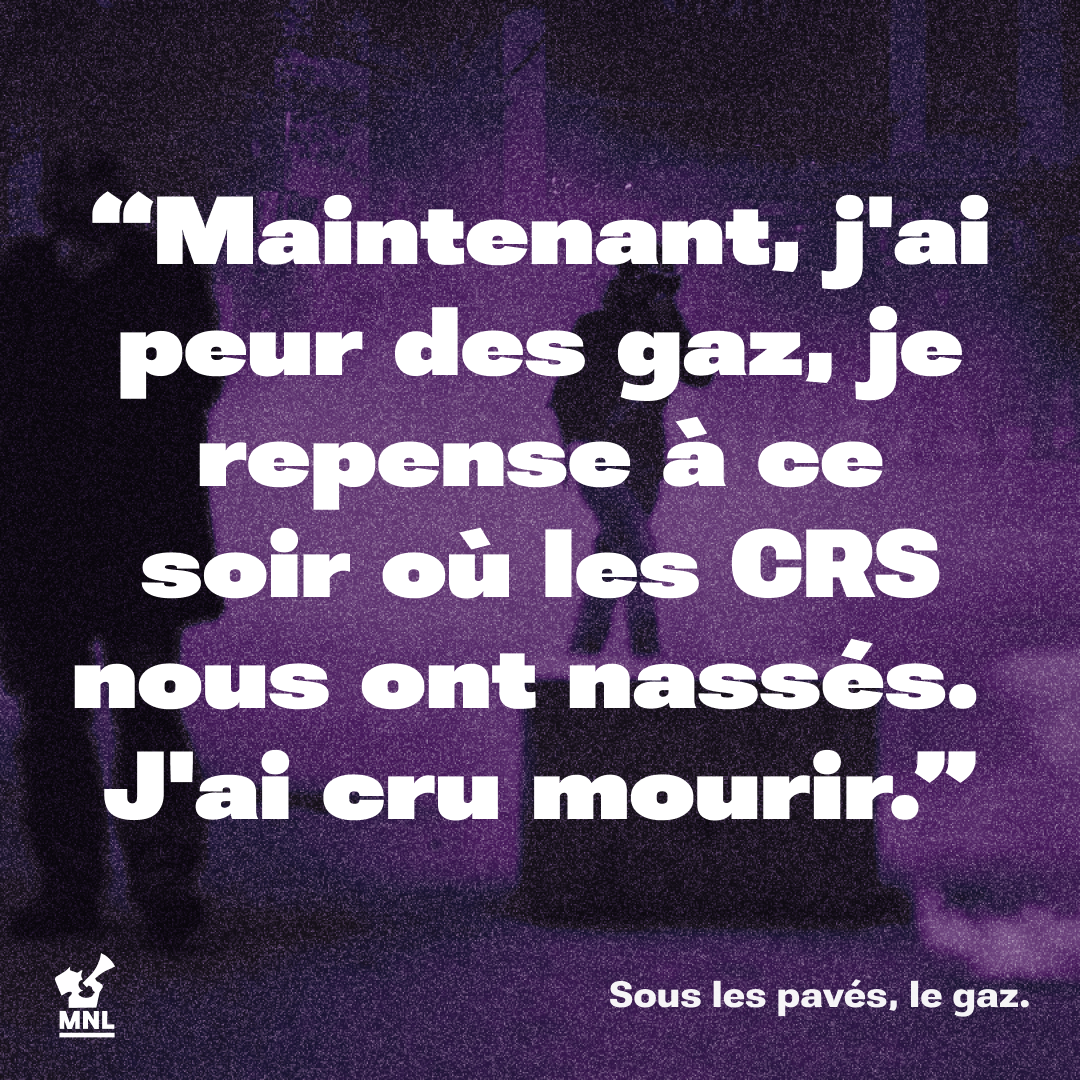 “Maintenant, j'ai
peur des gaz, je
repense à ce
soir où les CRS
nous ont nassés.
J'ai cru mourir.”
MNL
Sous les pavés, le gaz.